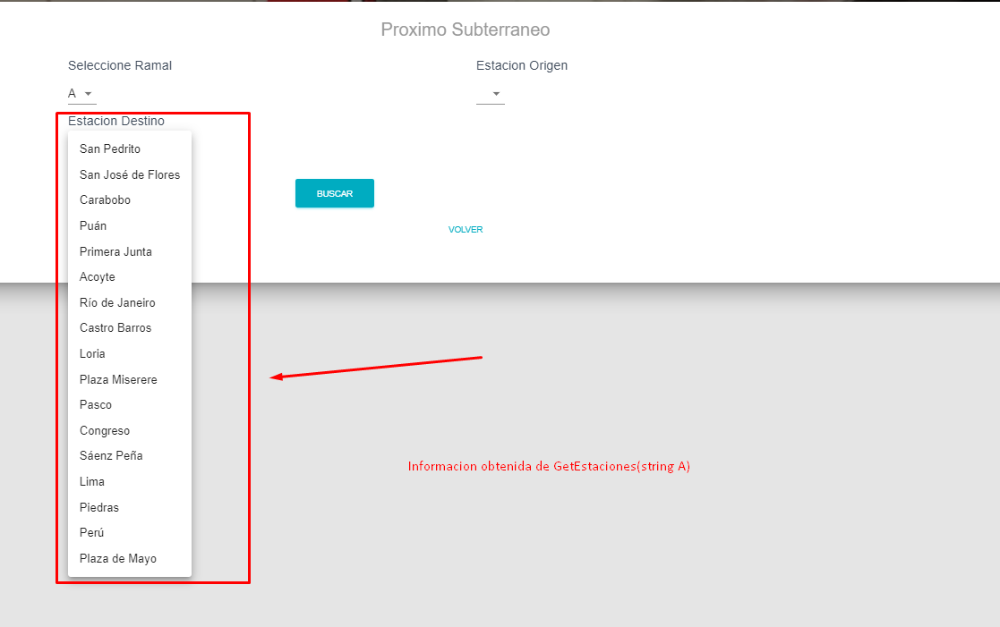 Proximo Subterraneo
Seleccione Ramal
Estacion Origen
A
Estacion Destino
San Pedrito
San José de Flores
Carabobo
Puán
Primera Junta
Acoyte
Río de Janeiro
Castro Barros
Loria
Plaza Miserere
Pasco
Congreso
Sáenz Peña
Lima
Piedras
Perú
Plaza de Mayo
BUSCAR
VOLVER
Informacion obtenida de GetEstaciones(string A)